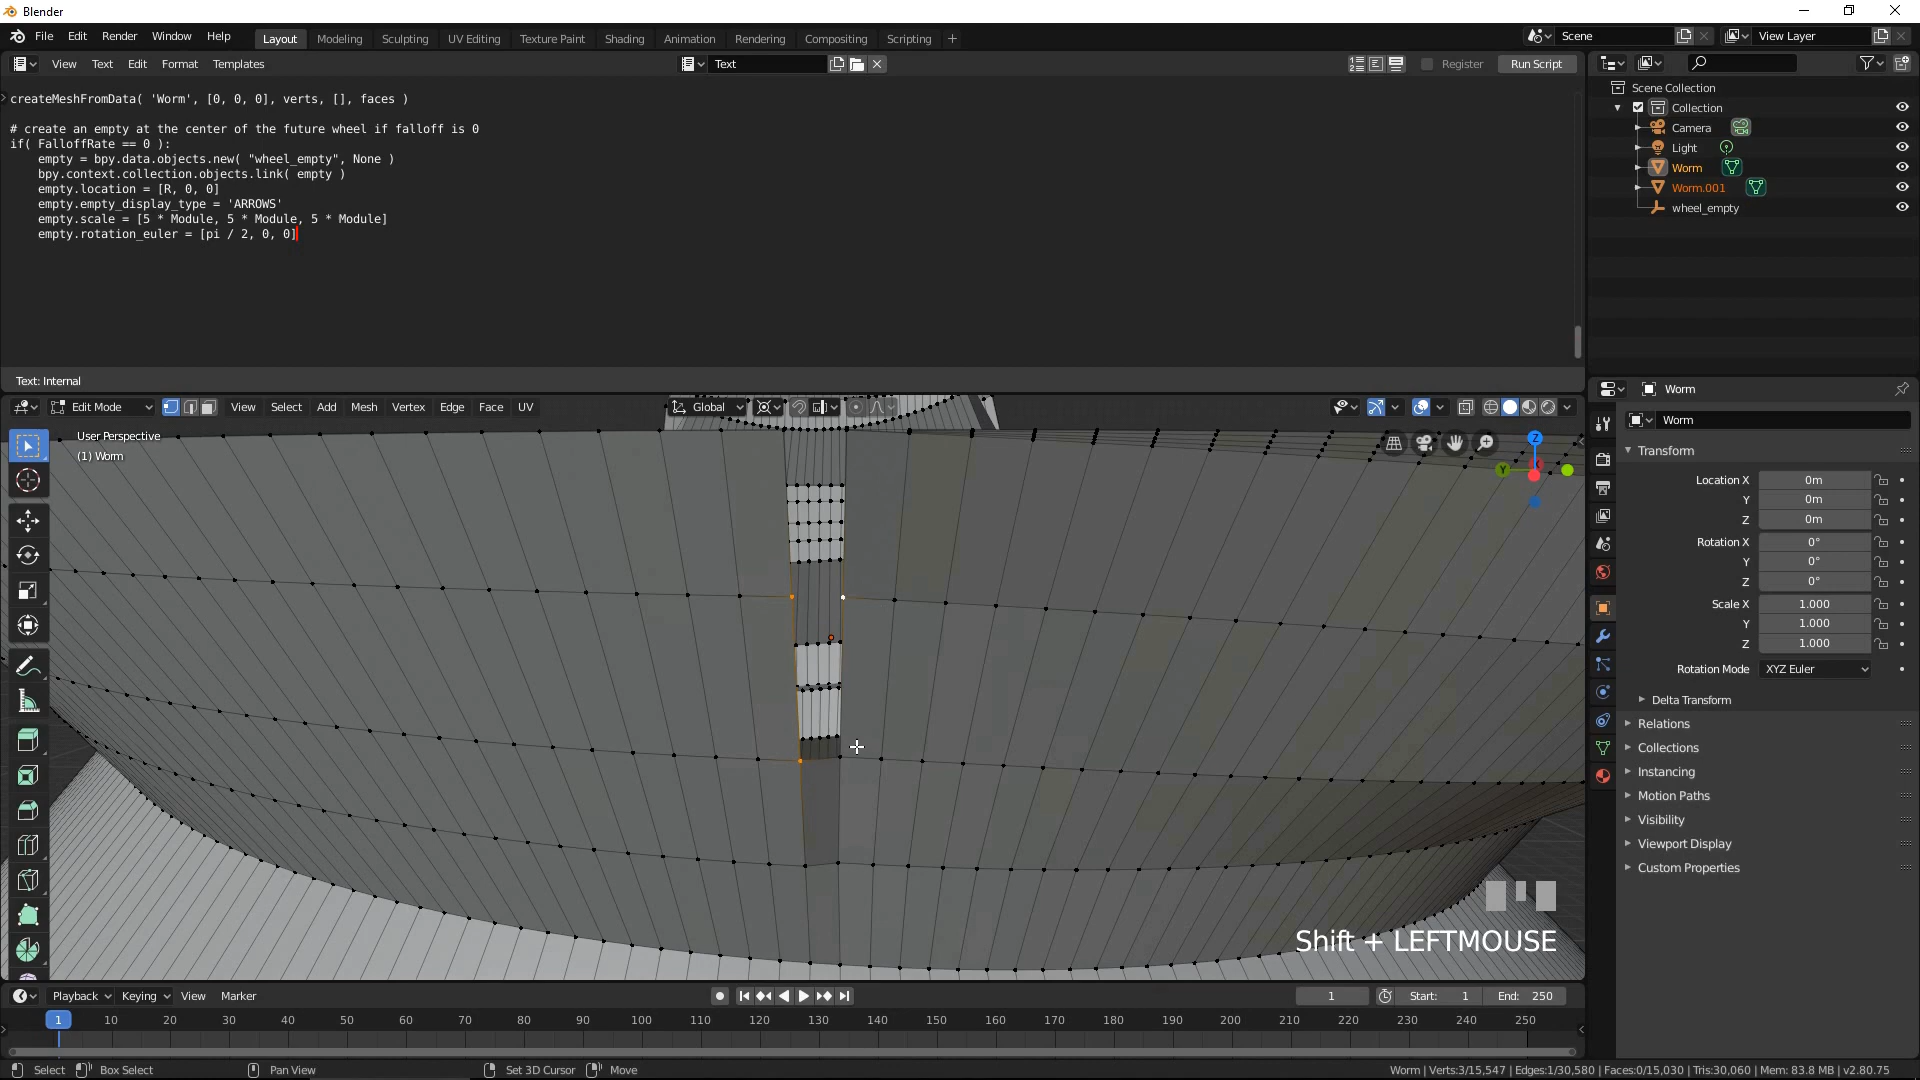 Blender
File Edit Render Window Help Layout Modeling Sculpting UV Editing Texture Paint Shading Animation Rendering Compositing Scripting + Scene View Layer
View Text Edit Format Templates Text Register Run Script
createMeshFromData( 'Worm', [0, 0, 0], verts, [], faces )
# create an empty at the center of the future wheel if falloff is 0
if( FalloffRate == 0 ):
empty = bpy.data.objects.new( "wheel_empty", None )
bpy.context.collection.objects.link( empty )
empty.location = [R, 0, 0]
empty.empty_display_type = 'ARROWS'
empty.scale = [5 * Module, 5 * Module, 5 * Module]
empty.rotation_euler = [pi / 2, 0, 0]
Text: Internal
Scene Collection
Collection
Camera
Light
Worm
Worm.001
wheel_empty
Edit Mode View Select Add Mesh Vertex Edge Face UV Global
User Perspective
(1) Worm
Z
Y
Shift + LEFTMOUSE
Worm
Worm
Transform
Location X 0m
Y 0m
Z 0m
Rotation X 0°
Y 0°
Z 0°
Scale X 1.000
Y 1.000
Z 1.000
Rotation Mode XYZ Euler
Delta Transform
Relations
Collections
Instancing
Motion Paths
Visibility
Viewport Display
Custom Properties
Playback Keying View Marker 1 Start: 1 End: 250
1 10 20 30 40 50 60 70 80 90 100 110 120 130 140 150 160 170 180 190 200 210 220 230 240 250
Select Box Select Pan View Set 3D Cursor Move Worm | Verts:3/15,547 | Edges:1/30,580 | Faces:0/15,030 | Tris:30,060 | Mem: 83.8 MB | v2.80.75